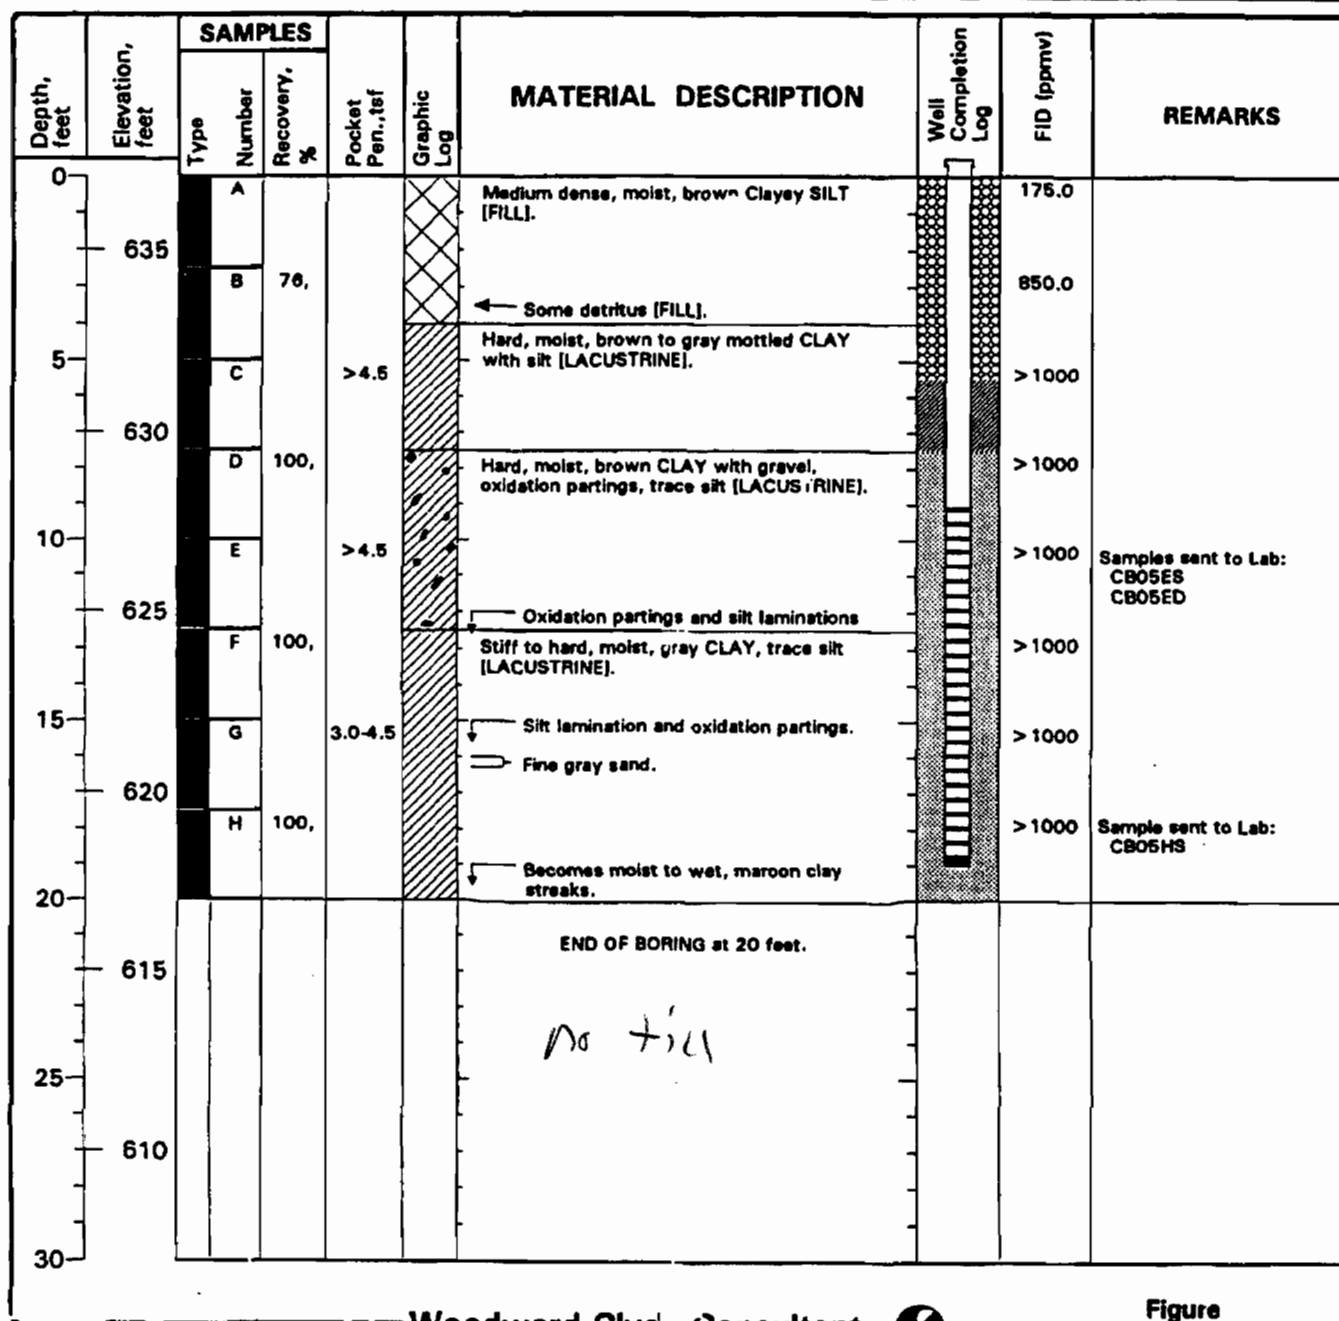 SAMPLES
Depth, feet
Elevation, feet
Type
Number
Recovery, %
Pocket Pen.,tsf
Graphic Log
MATERIAL DESCRIPTION
Well Completion Log
FID (ppmv)
REMARKS
0
A
Medium dense, moist, brown Clayey SILT
[FILL].
175.0
635
B
76,
850.0
Some detritus [FILL].
Hard, moist, brown to gray mottled CLAY
with silt [LACUSTRINE].
5
C
>4.5
>1000
630
D
100,
Hard, moist, brown CLAY with gravel,
oxidation partings, trace silt [LACUSTRINE].
>1000
10
E
>4.5
>1000
Samples sent to Lab:
CB05ES
CB05ED
625
Oxidation partings and silt laminations
F
100,
Stiff to hard, moist, gray CLAY, trace silt
[LACUSTRINE].
>1000
15
G
3.0-4.5
Silt lamination and oxidation partings.
>1000
Fine gray sand.
620
H
100,
>1000
Sample sent to Lab:
CB05HS
Becomes moist to wet, maroon clay
streaks.
20
END OF BORING at 20 feet.
615
no till
25
610
30
Figure